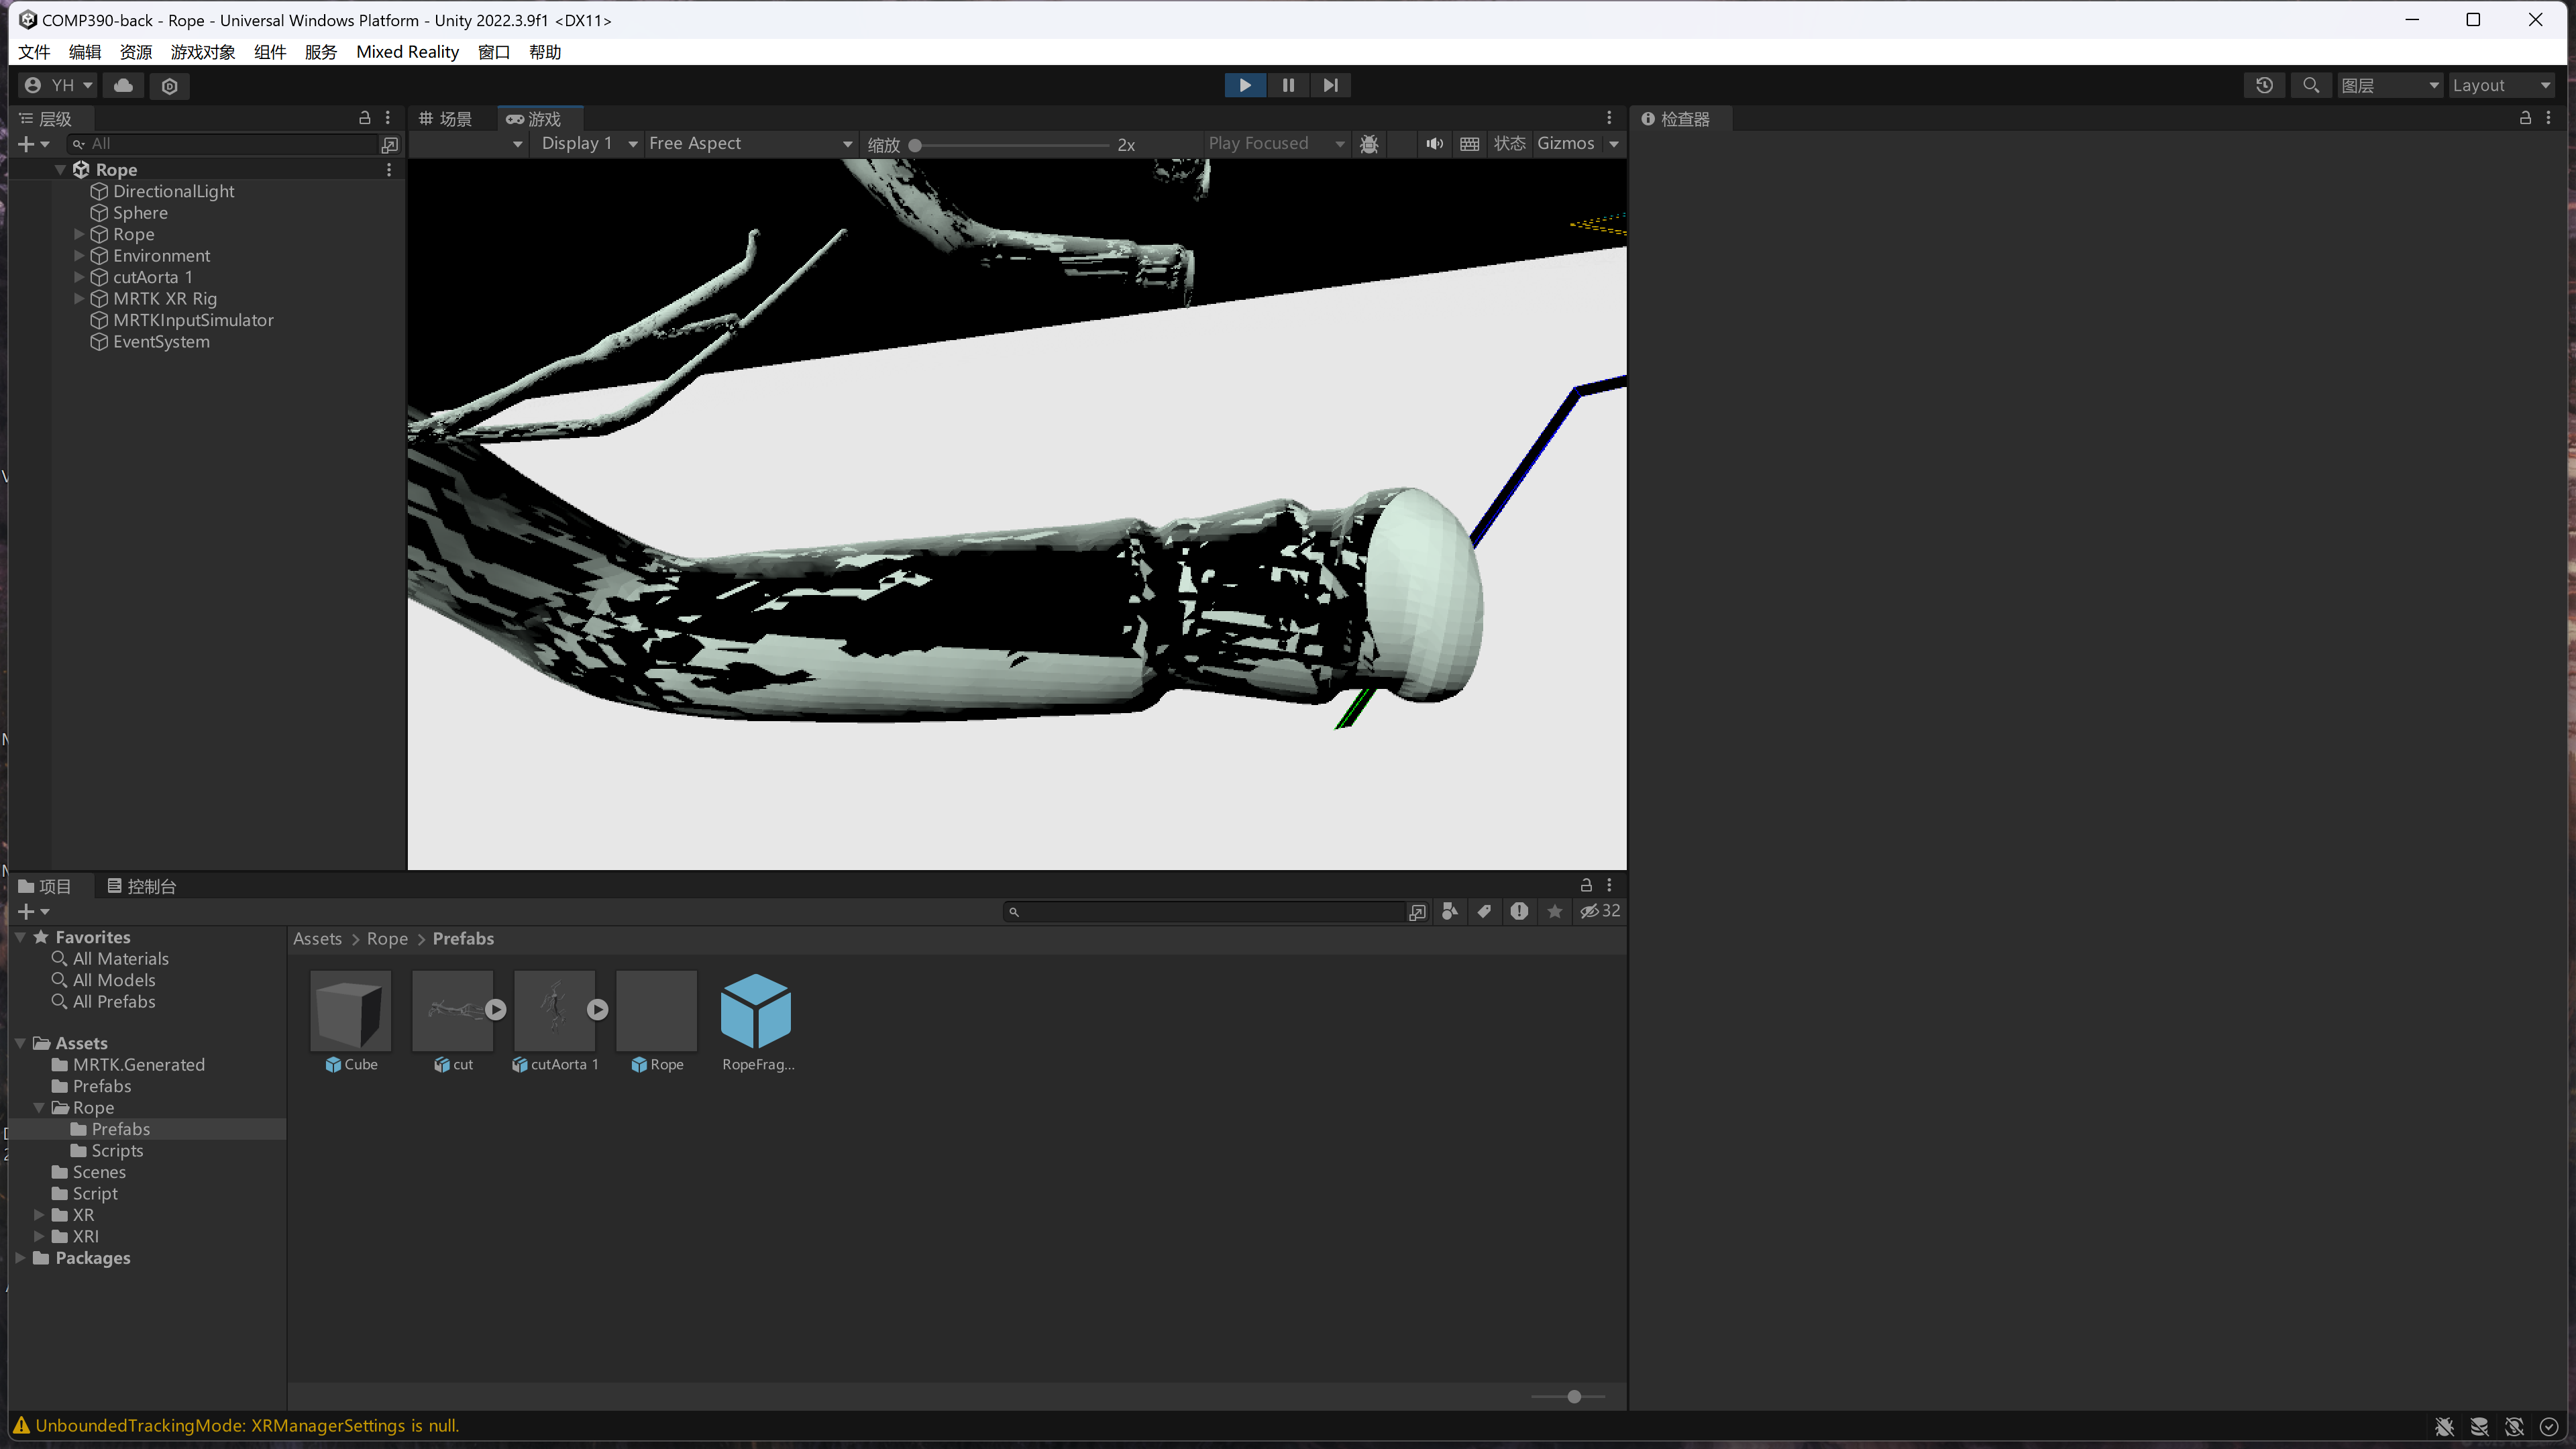 COMP390-back - Rope - Universal Windows Platform - Unity 2022.3.9f1 <DX11>
文件 编辑 资源 游戏对象 组件 服务 Mixed Reality 窗口 帮助
YH 图层 Layout
层级
All
Rope
DirectionalLight
Sphere
Rope
Environment
cutAorta 1
MRTK XR Rig
MRTKInputSimulator
EventSystem
场景 游戏
Display 1 Free Aspect 缩放 2x Play Focused 状态 Gizmos
检查器
项目 控制台
32
Favorites
All Materials
All Models
All Prefabs
Assets
MRTK.Generated
Prefabs
Rope
Prefabs
Scripts
Scenes
Script
XR
XRI
Packages
Assets > Rope > Prefabs
Cube cut cutAorta 1 Rope RopeFrag...
UnboundedTrackingMode: XRManagerSettings is null.